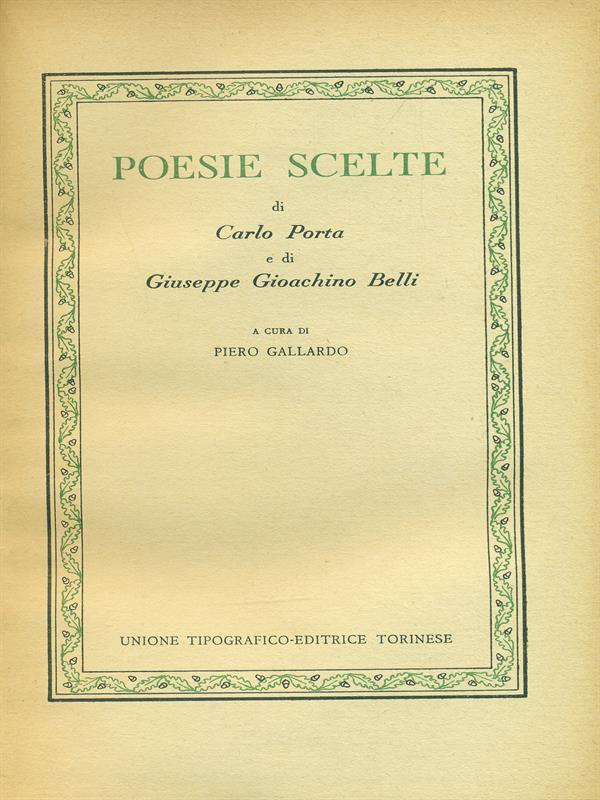 POESIE SCELTE
di
Carlo Porta
e di
Giuseppe Gioachino Belli
A CURA DI
PIERO GALLARDO
UNIONE TIPOGRAFICO-EDITRICE TORINESE